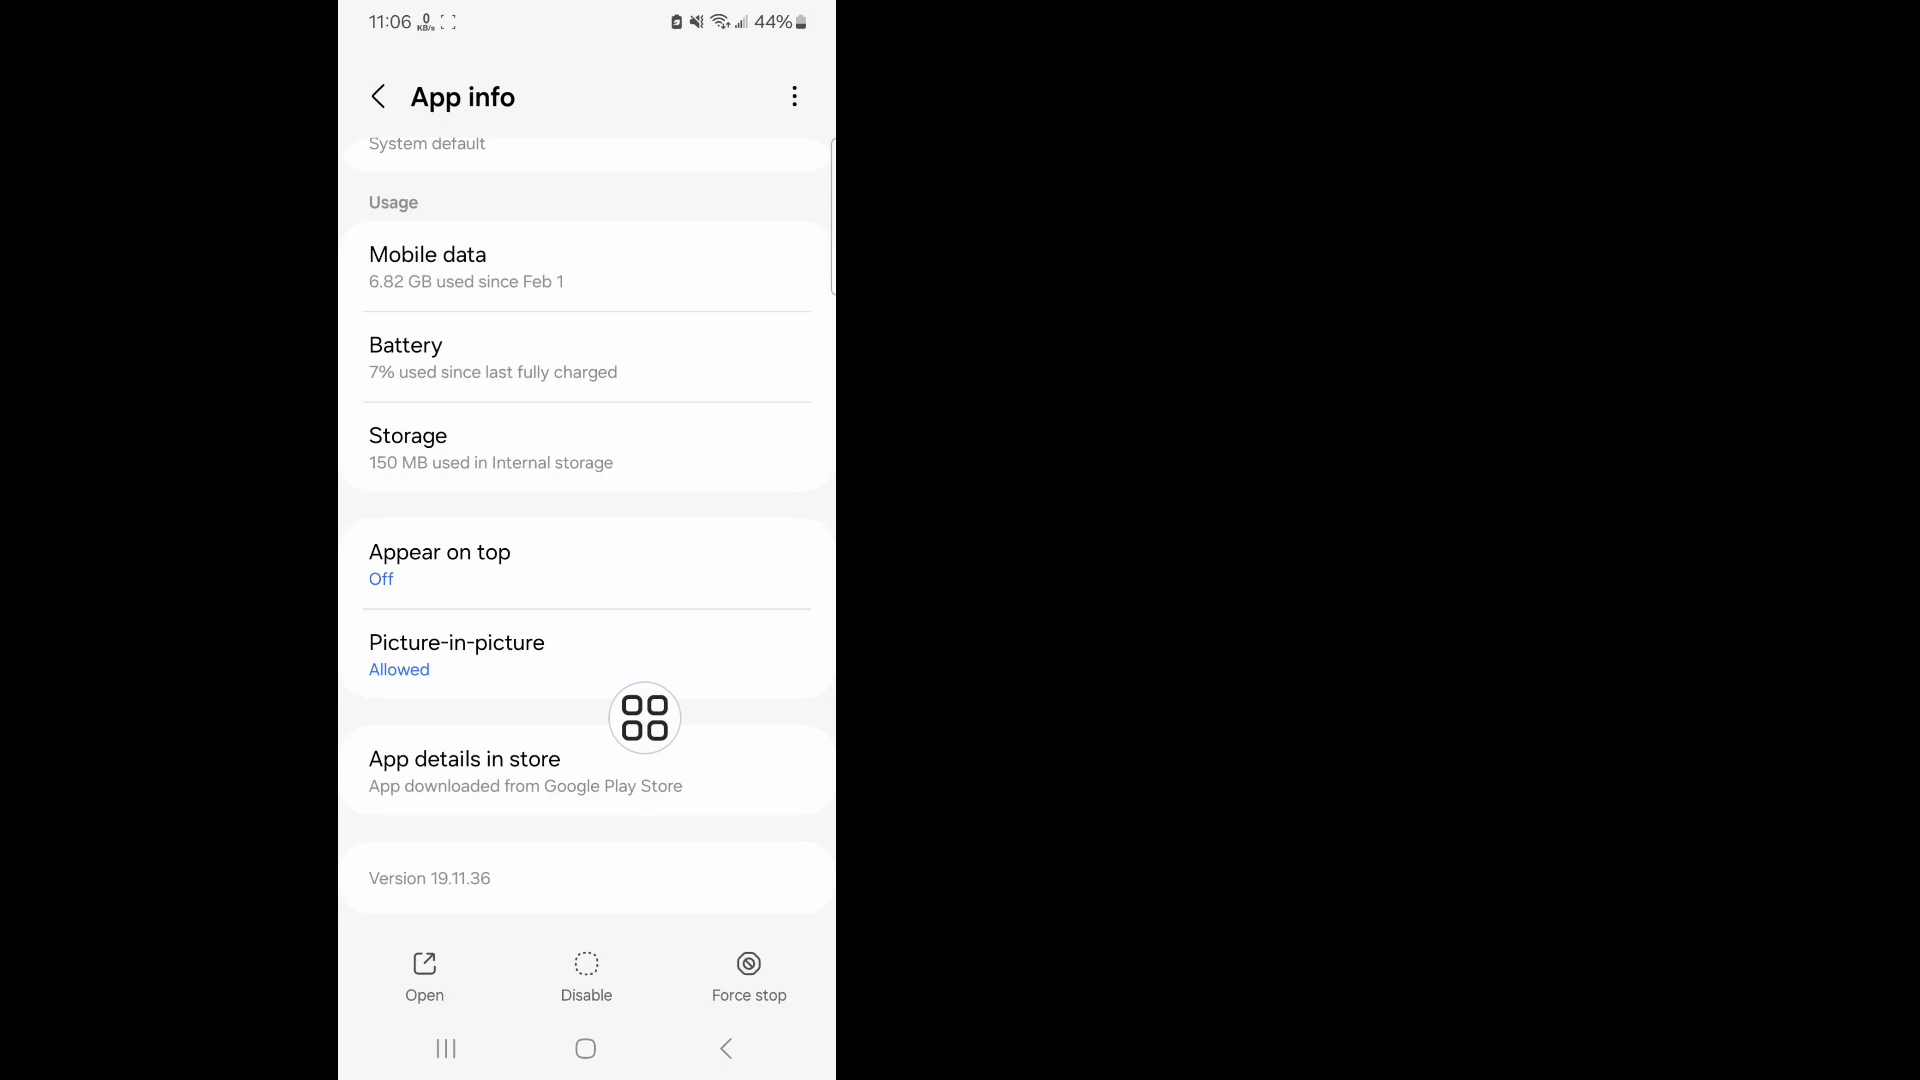 11:06 0 KB/s 44%
App info
System default
Usage
Mobile data
6.82 GB used since Feb 1
Battery
7% used since last fully charged
Storage
150 MB used in Internal storage
Appear on top
Off
Picture-in-picture
Allowed
App details in store
App downloaded from Google Play Store
Version 19.11.36
Open Disable Force stop